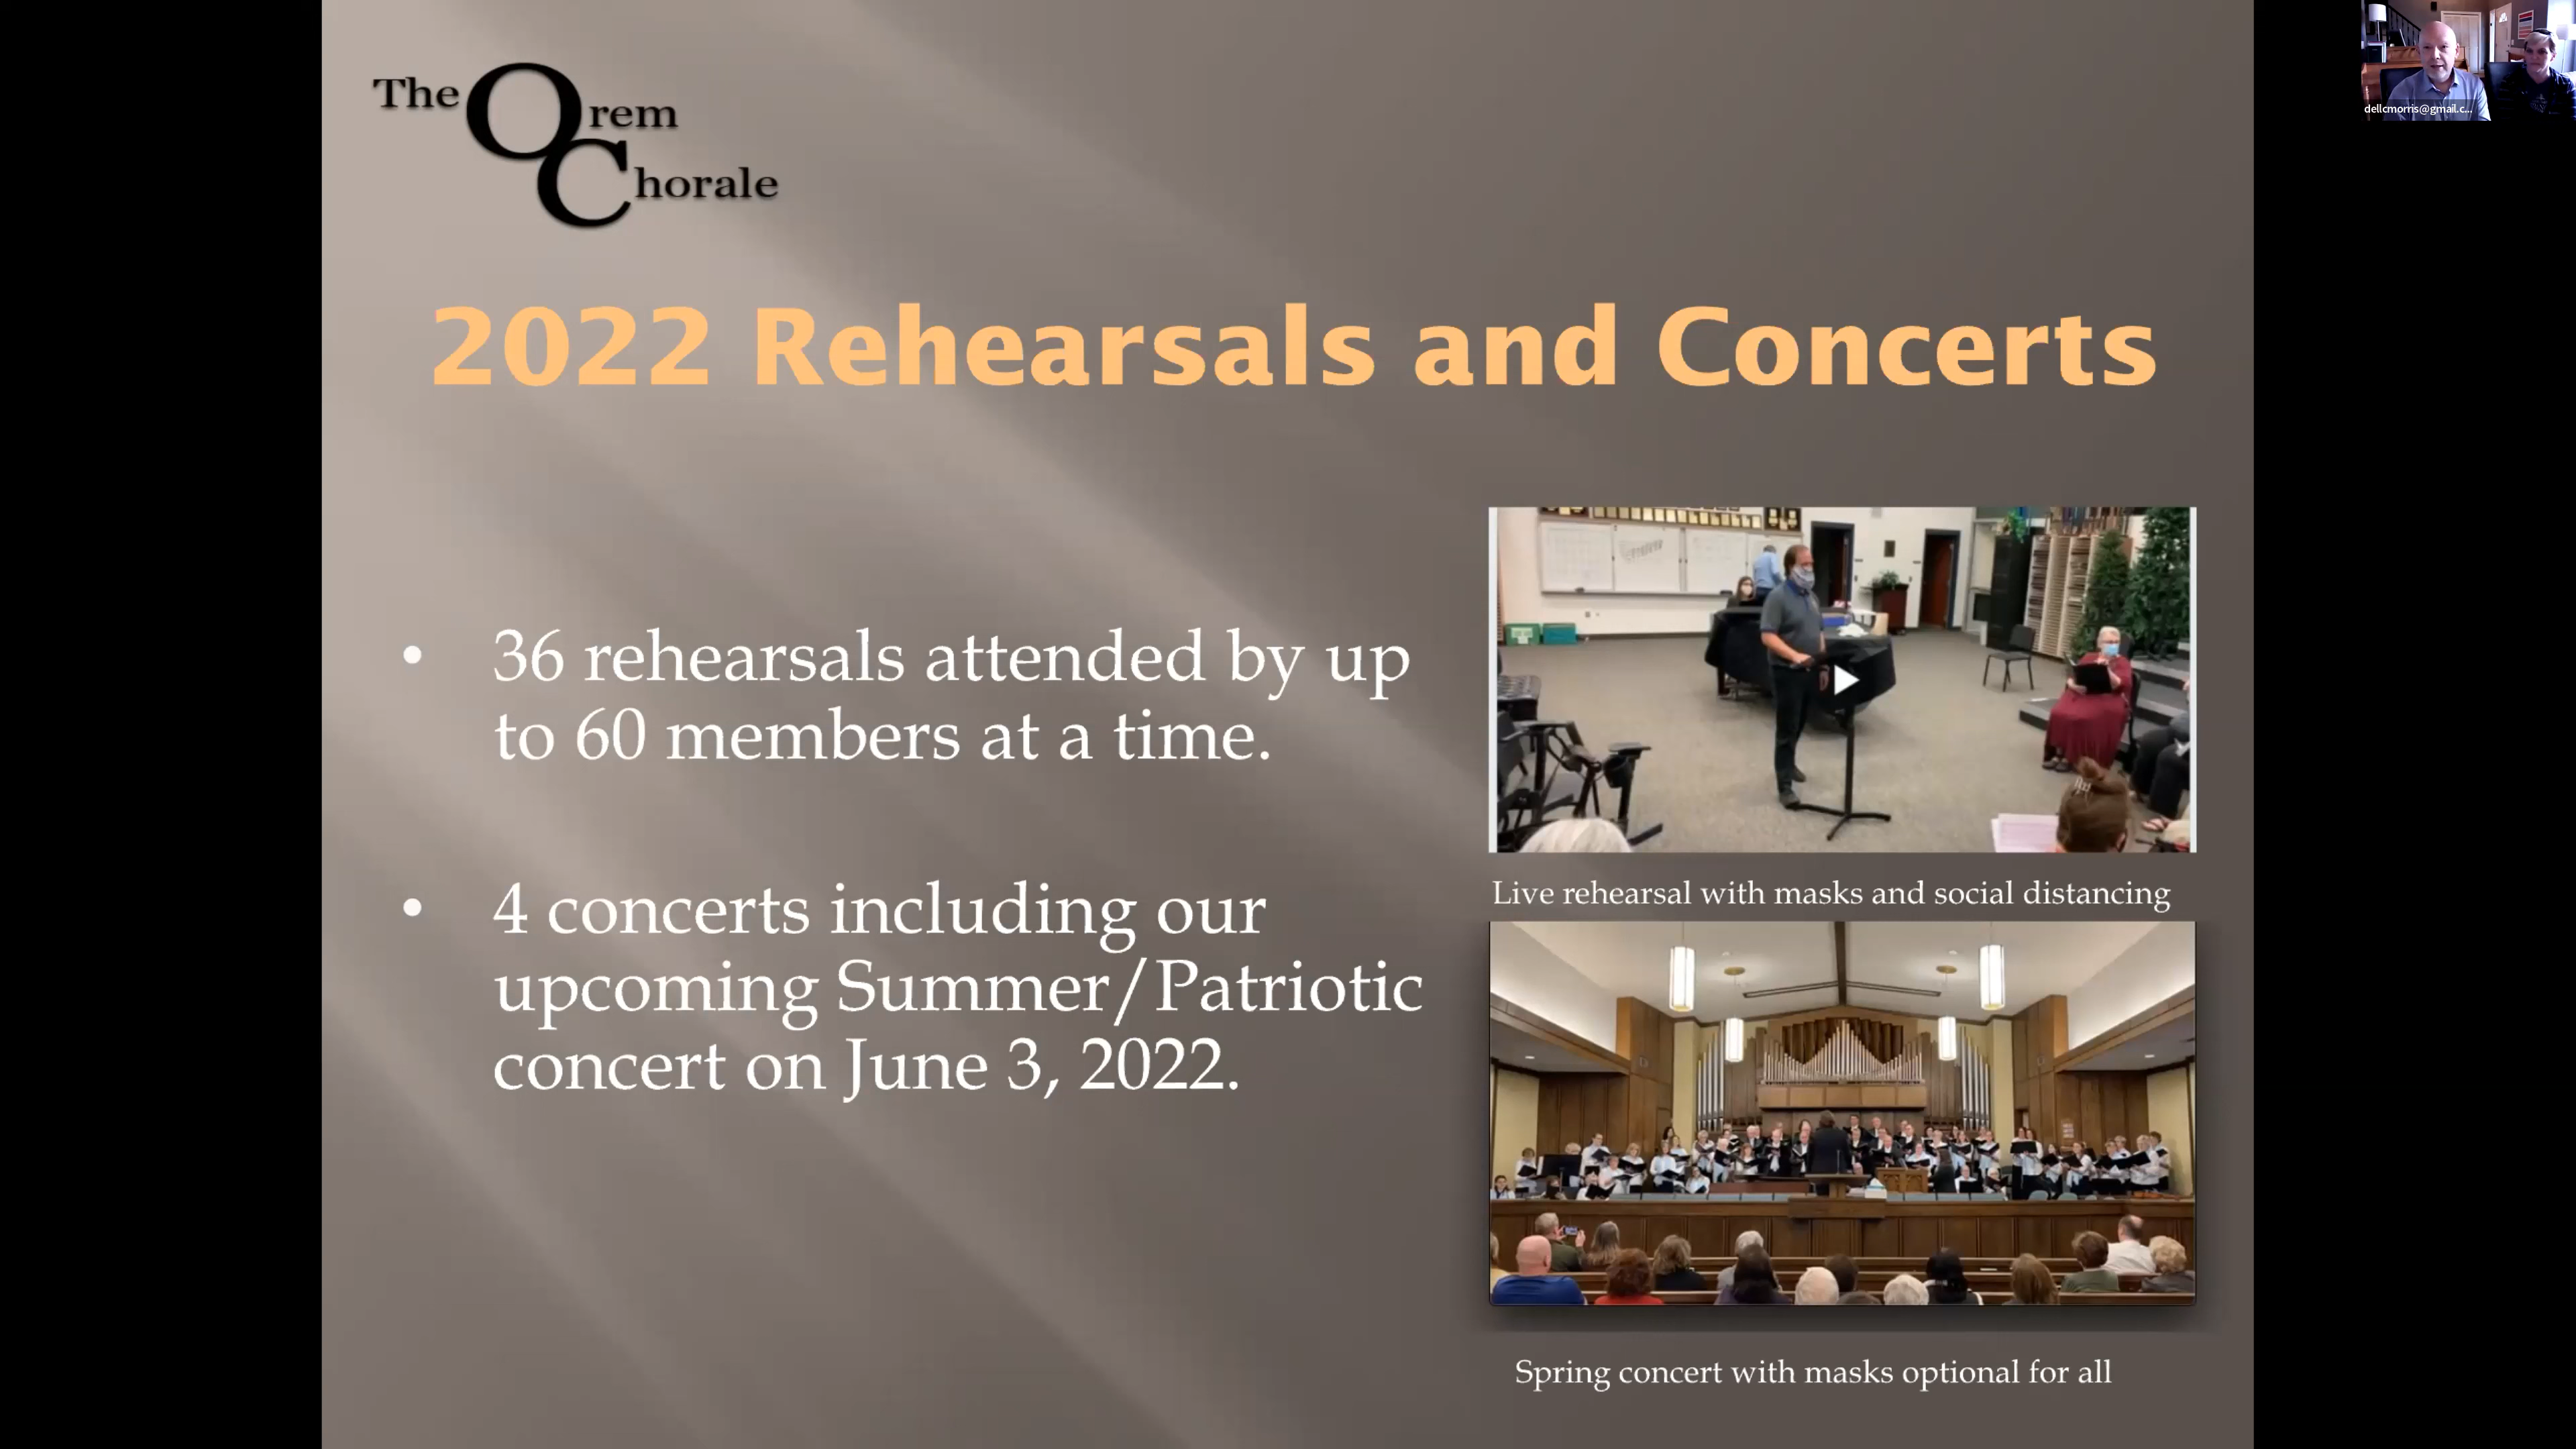 The Orem
Chorale
dellcmorris@gmail.c...
2022 Rehearsals and Concerts
• 36 rehearsals attended by up
to 60 members at a time.
• 4 concerts including our
upcoming Summer/Patriotic
concert on June 3, 2022.
Live rehearsal with masks and social distancing
Spring concert with masks optional for all